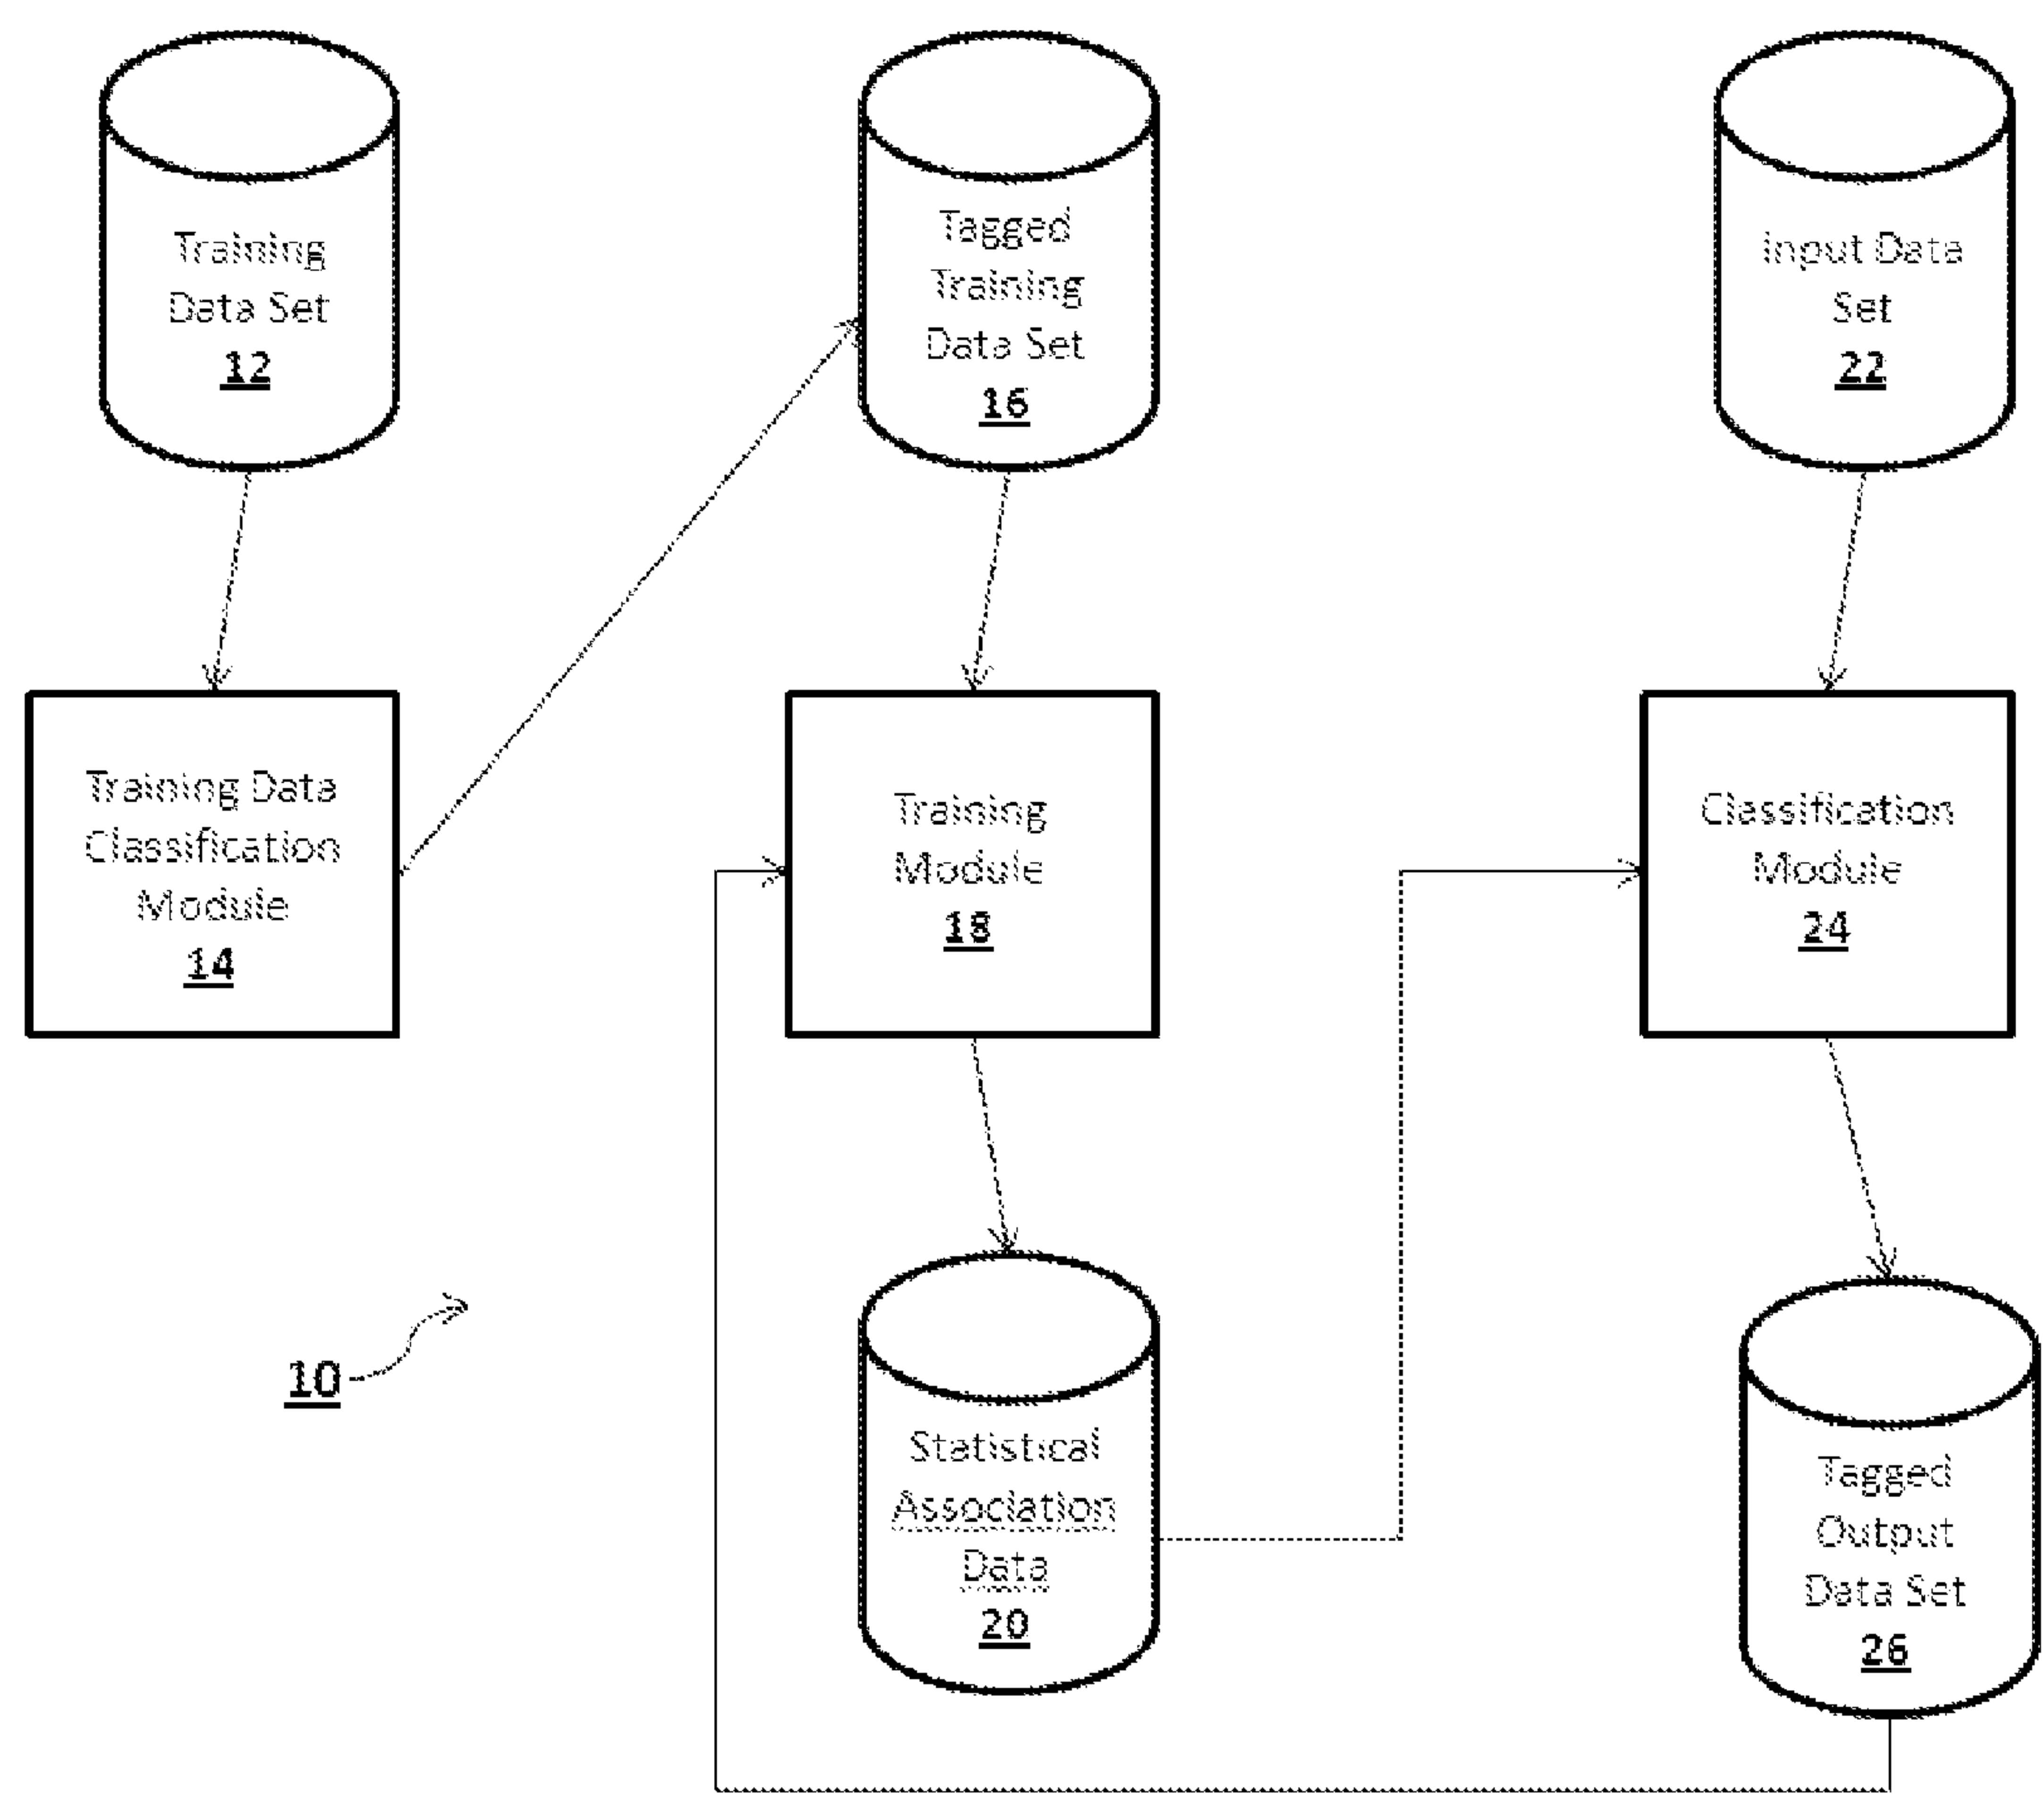 Training
Data Set
12
Tagged
Training
Data Set
16
Input Data
Set
22
Training Data
Classification
Module
14
Training
Module
18
Classification
Module
24
10
Statistical
Association
Data
20
Tagged
Output
Data Set
26